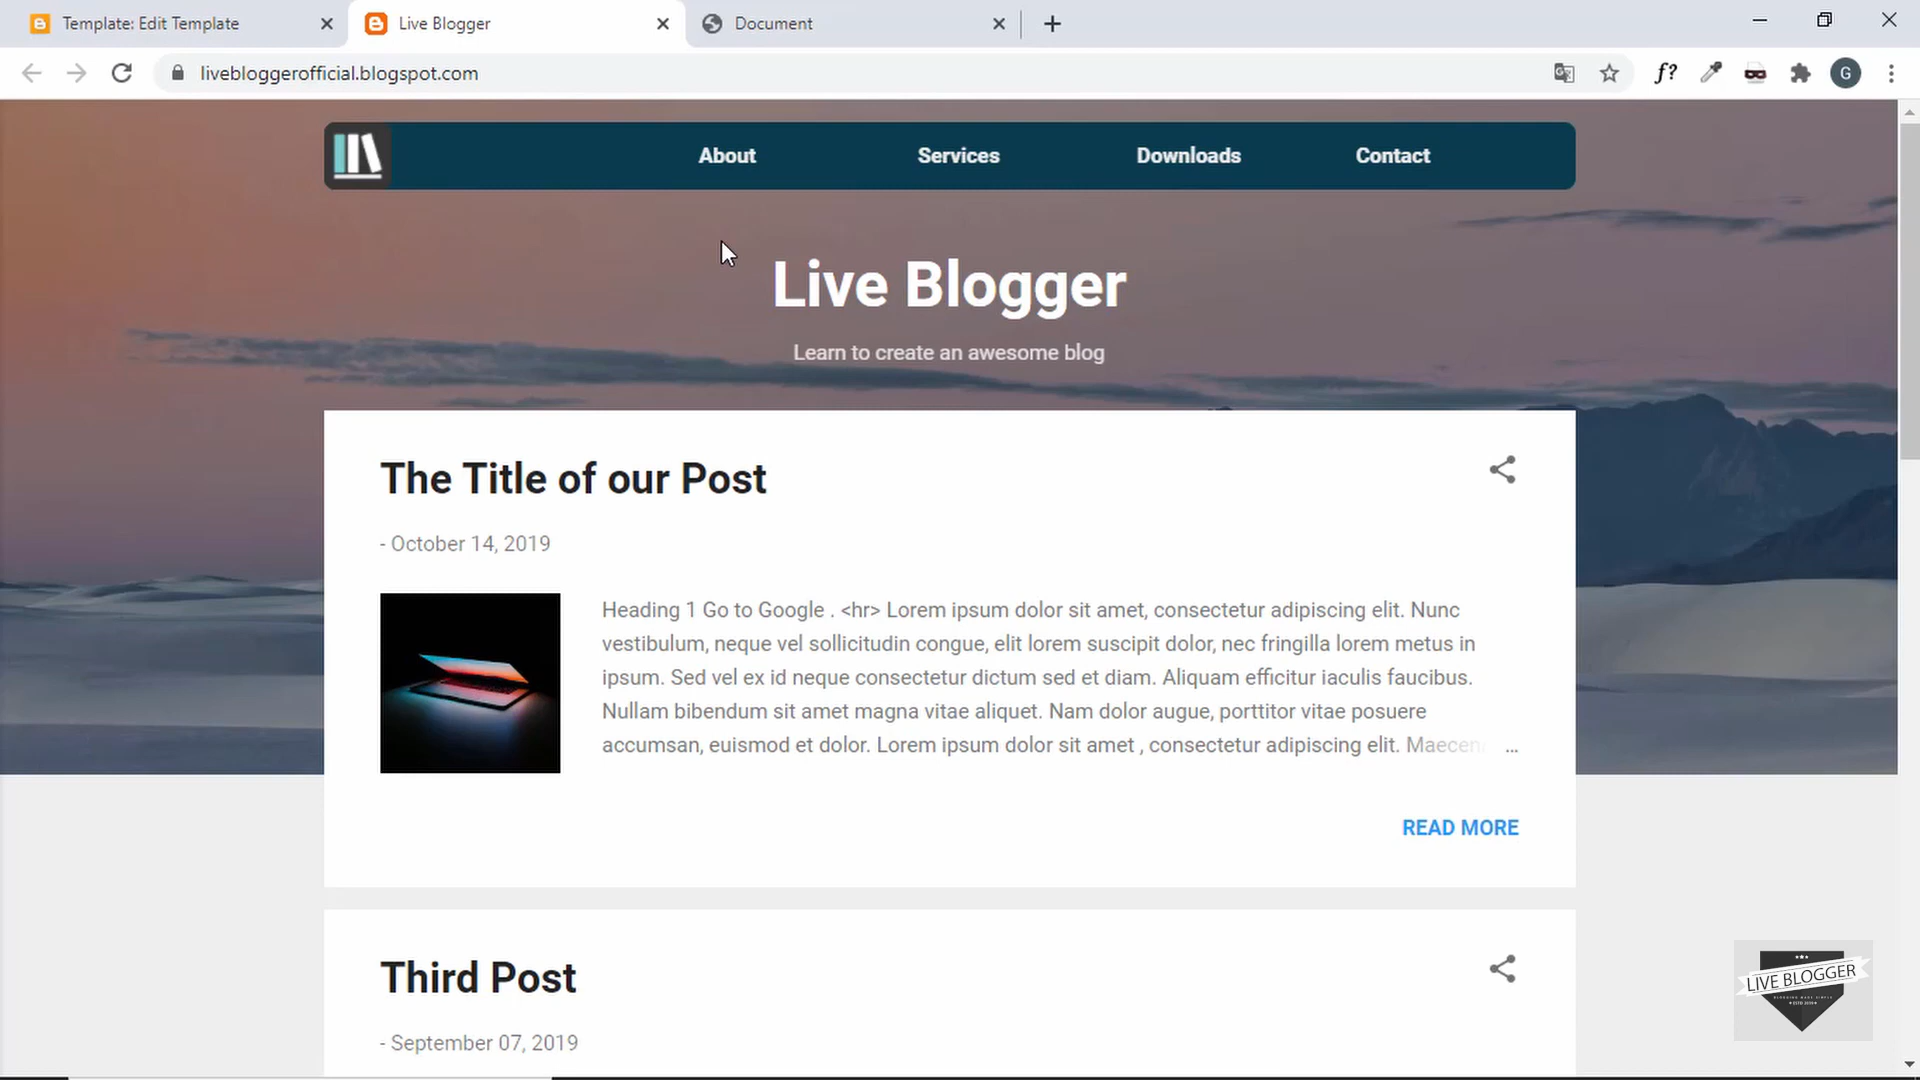 Template: Edit Template
Live Blogger
Document
livebloggerofficial.blogspot.com
f?
G
About Services Downloads Contact
Live Blogger
Learn to create an awesome blog
The Title of our Post
- October 14, 2019
Heading 1 Go to Google . <hr> Lorem ipsum dolor sit amet, consectetur adipiscing elit. Nunc
vestibulum, neque vel sollicitudin congue, elit lorem suscipit dolor, nec fringilla lorem metus in
ipsum. Sed vel ex id neque consectetur dictum sed et diam. Aliquam efficitur iaculis faucibus.
Nullam bibendum sit amet magna vitae aliquet. Nam dolor augue, porttitor vitae posuere
accumsan, euismod et dolor. Lorem ipsum dolor sit amet , consectetur adipiscing elit. Maecen ...
READ MORE
Third Post
- September 07, 2019
LIVE BLOGGER